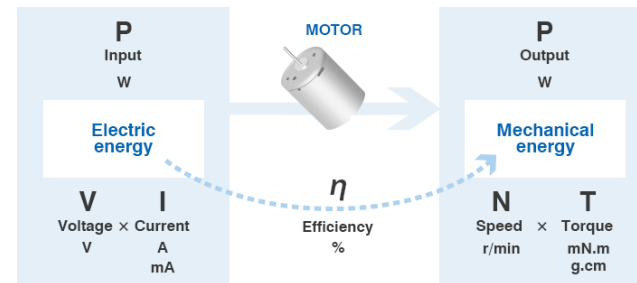 P
Input
W
Electric
energy
V I
Voltage × Current
V A
mA
MOTOR
η
Efficiency
%
P
Output
W
Mechanical
energy
N T
Speed × Torque
r/min mN.m
g.cm